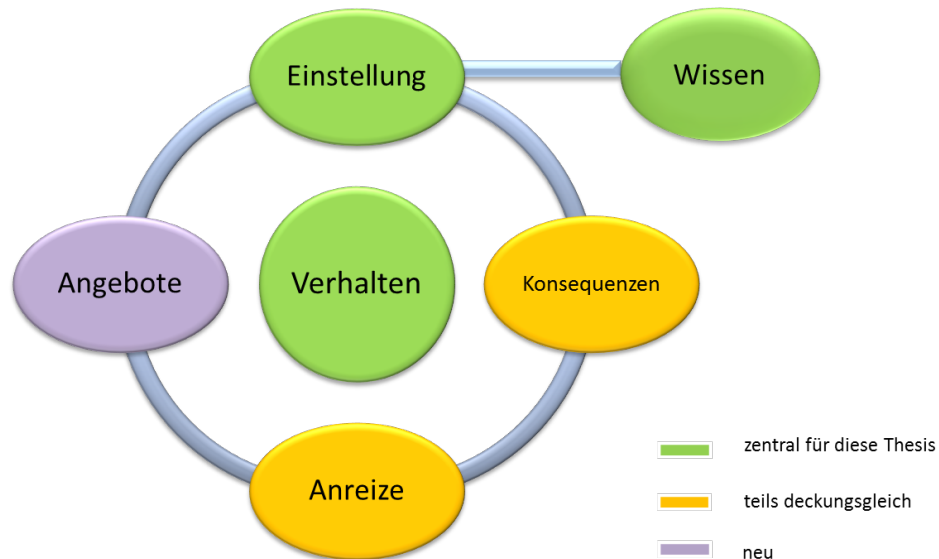 Einstellung
Wissen
Angebote
Verhalten
Konsequenzen
Anreize
zentral für diese Thesis
teils deckungsgleich
neu